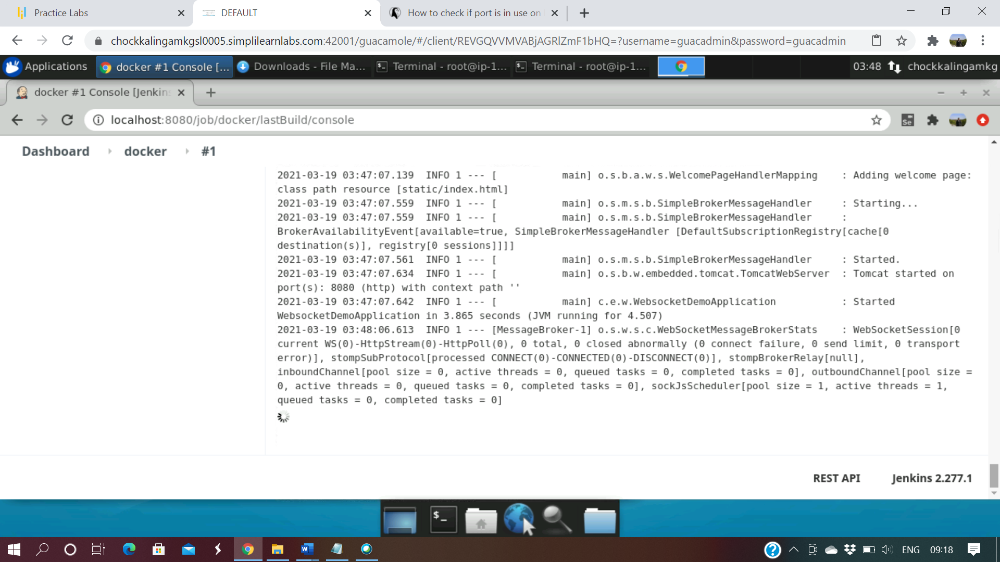 Practice Labs
DEFAULT
How to check if port is in use on
chockkalingamkgsl0005.simplilearnlabs.com:42001/guacamole/#/client/REVGQVVMVABjAGRlZmF1bHQ=?username=guacadmin&password=guacadmin
Applications
docker #1 Console [...
Downloads - File Ma...
Terminal - root@ip-1...
Terminal - root@ip-1...
03:48
chockkalingamkg
docker #1 Console [Jenkin
localhost:8080/job/docker/lastBuild/console
Se
Dashboard docker #1
2021-03-19 03:47:07.139  INFO 1 --- [           main] o.s.b.a.w.s.WelcomePageHandlerMapping    : Adding welcome page:
class path resource [static/index.html]
2021-03-19 03:47:07.559  INFO 1 --- [           main] o.s.m.s.b.SimpleBrokerMessageHandler     : Starting...
2021-03-19 03:47:07.559  INFO 1 --- [           main] o.s.m.s.b.SimpleBrokerMessageHandler     :
BrokerAvailabilityEvent[available=true, SimpleBrokerMessageHandler [DefaultSubscriptionRegistry[cache[0
destination(s)], registry[0 sessions]]]]
2021-03-19 03:47:07.561  INFO 1 --- [           main] o.s.m.s.b.SimpleBrokerMessageHandler     : Started.
2021-03-19 03:47:07.634  INFO 1 --- [           main] o.s.b.w.embedded.tomcat.TomcatWebServer  : Tomcat started on
port(s): 8080 (http) with context path ''
2021-03-19 03:47:07.642  INFO 1 --- [           main] c.e.w.WebsocketDemoApplication           : Started
WebsocketDemoApplication in 3.865 seconds (JVM running for 4.507)
2021-03-19 03:48:06.613  INFO 1 --- [MessageBroker-1] o.s.w.s.c.WebSocketMessageBrokerStats    : WebSocketSession[0
current WS(0)-HttpStream(0)-HttpPoll(0), 0 total, 0 closed abnormally (0 connect failure, 0 send limit, 0 transport
error)], stompSubProtocol[processed CONNECT(0)-CONNECTED(0)-DISCONNECT(0)], stompBrokerRelay[null],
inboundChannel[pool size = 0, active threads = 0, queued tasks = 0, completed tasks = 0], outboundChannel[pool size =
0, active threads = 0, queued tasks = 0, completed tasks = 0], sockJsScheduler[pool size = 1, active threads = 1,
queued tasks = 0, completed tasks = 0]
REST API
Jenkins 2.277.1
$_
ENG
09:18